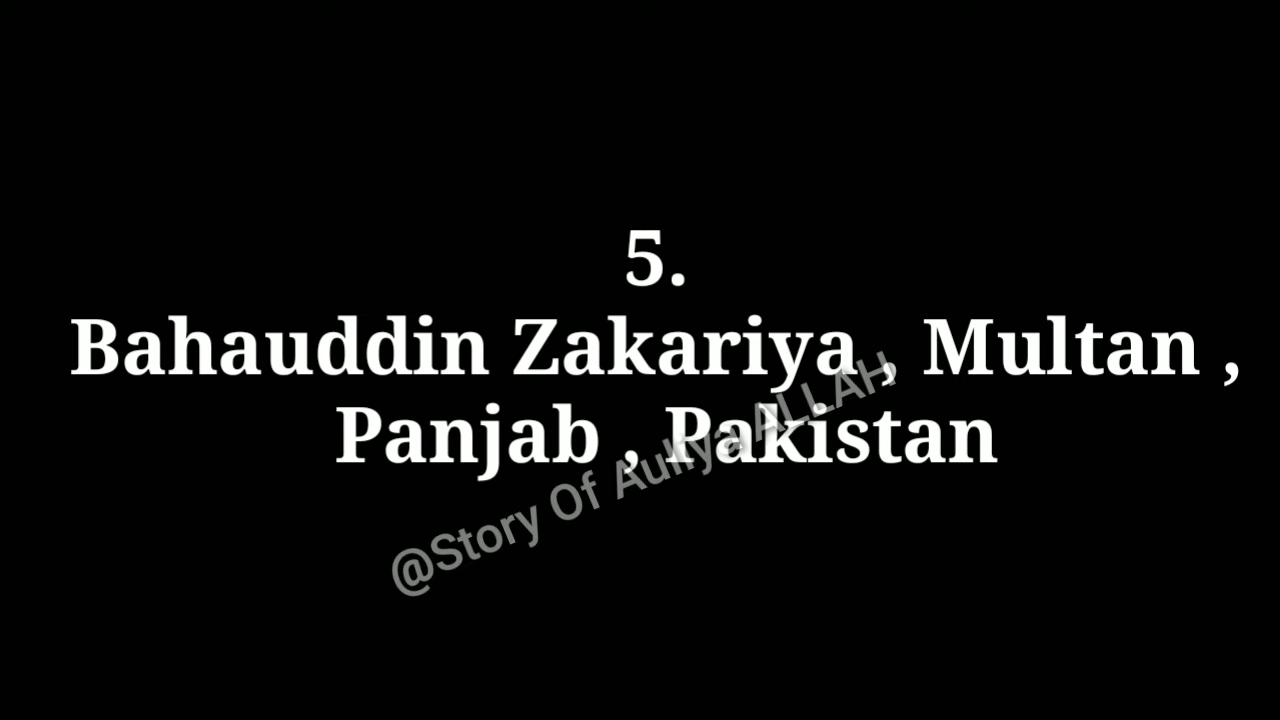 5.
Bahauddin Zakariya , Multan ,
Panjab , Pakistan
@Story Of Auliya ALLAH